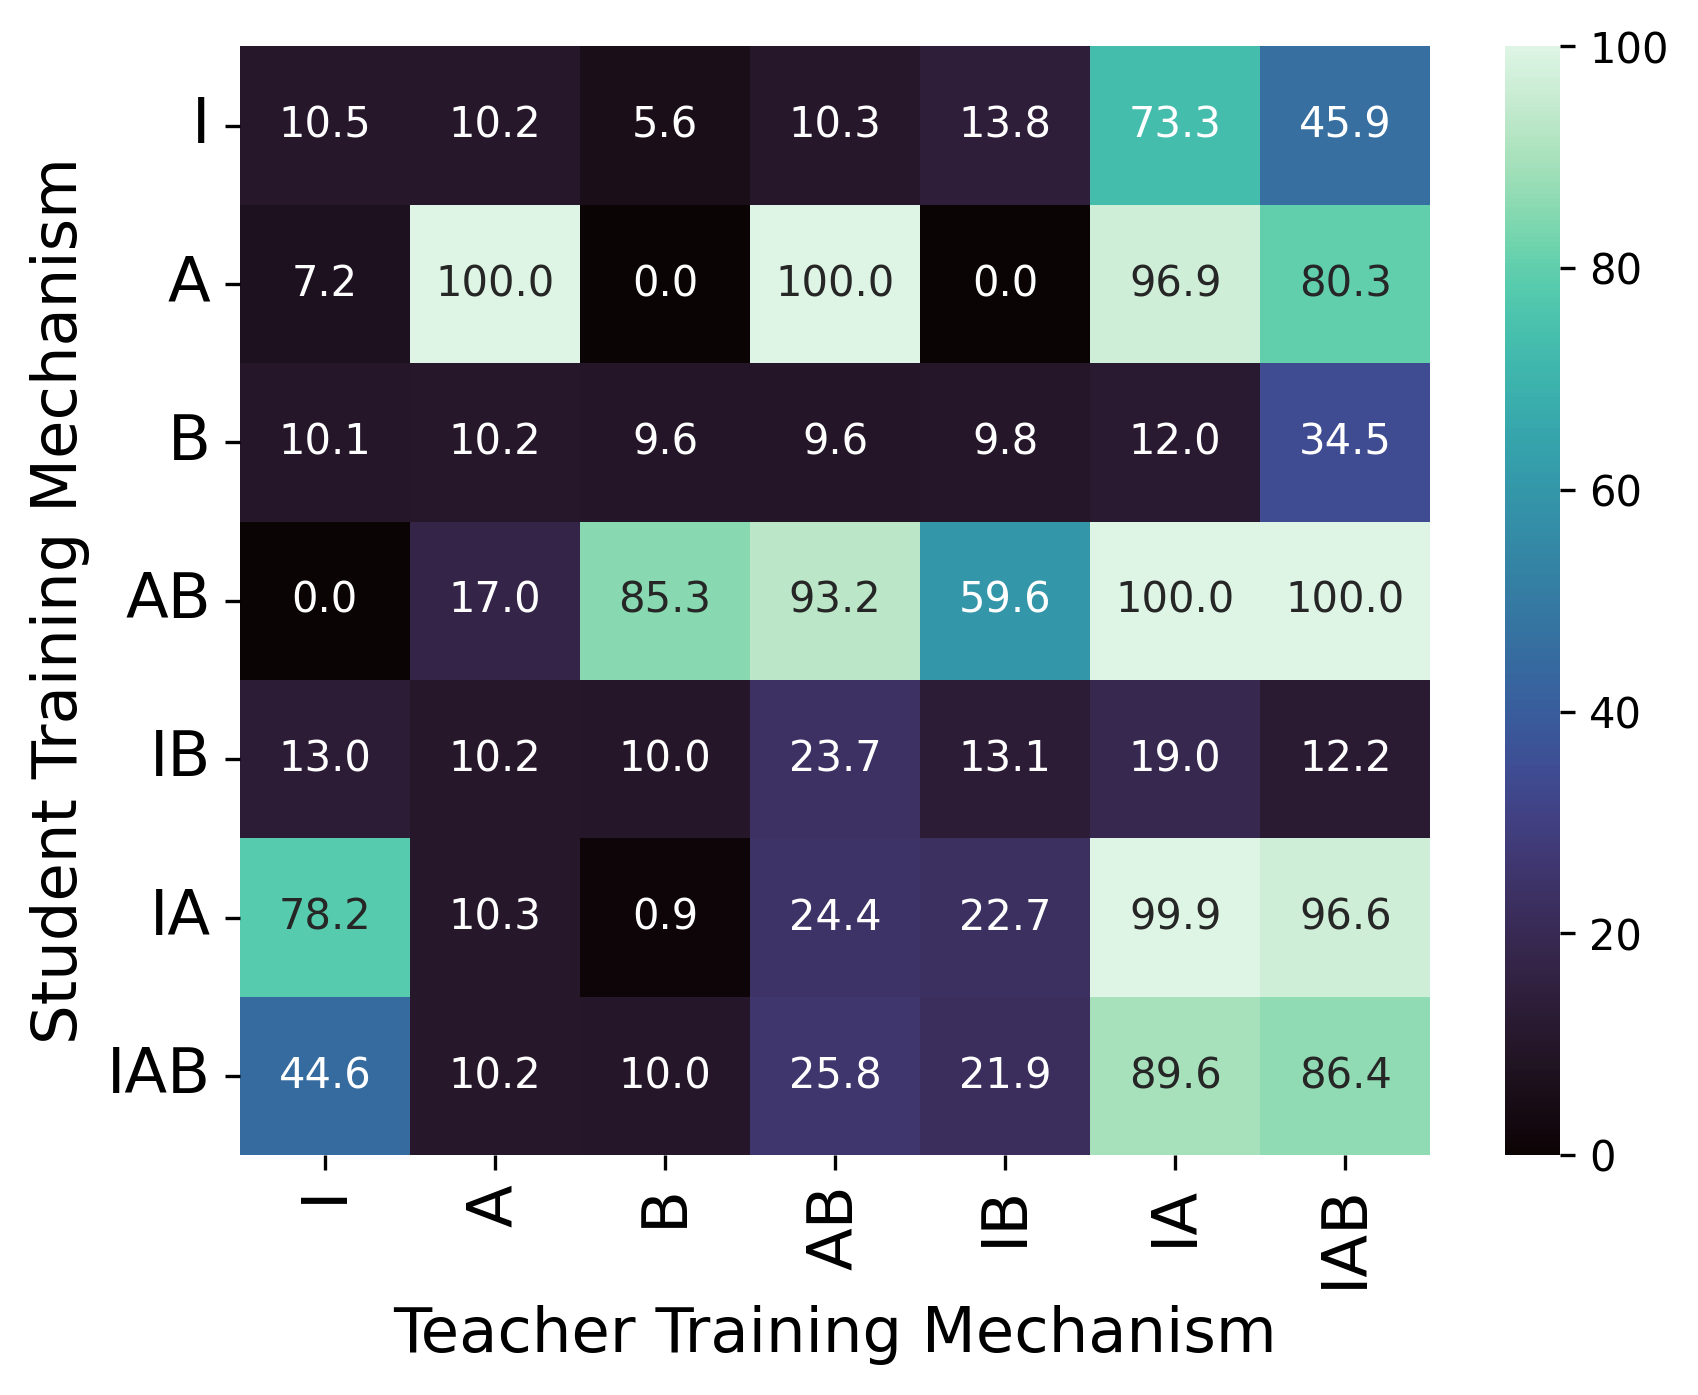 Student Training Mechanism
I 10.5 10.2 5.6 10.3 13.8 73.3 45.9
A 7.2 100.0 0.0 100.0 0.0 96.9 80.3
B 10.1 10.2 9.6 9.6 9.8 12.0 34.5
AB 0.0 17.0 85.3 93.2 59.6 100.0 100.0
IB 13.0 10.2 10.0 23.7 13.1 19.0 12.2
IA 78.2 10.3 0.9 24.4 22.7 99.9 96.6
IAB 44.6 10.2 10.0 25.8 21.9 89.6 86.4
I A B AB IB IA IAB
Teacher Training Mechanism
100
80
60
40
20
0